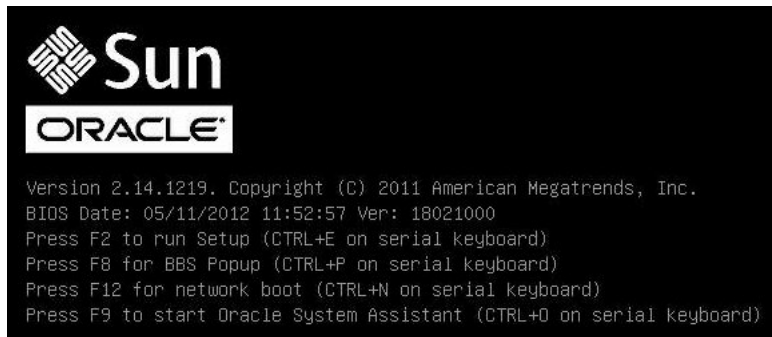 Sun
ORACLE
Version 2.14.1219. Copyright (C) 2011 American Megatrends, Inc.
BIOS Date: 05/11/2012 11:52:57 Ver: 18021000
Press F2 to run Setup (CTRL+E on serial keyboard)
Press F8 for BBS Popup (CTRL+P on serial keyboard)
Press F12 for network boot (CTRL+N on serial keyboard)
Press F9 to start Oracle System Assistant (CTRL+O on serial keyboard)